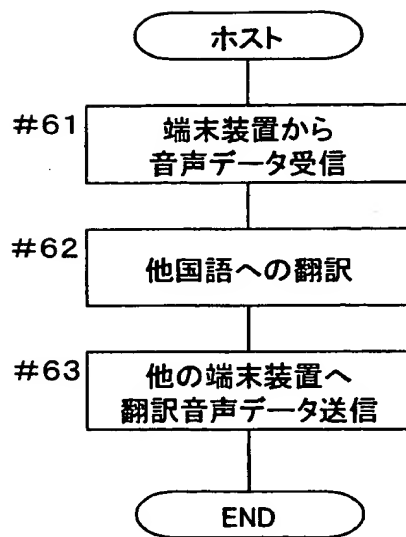 ホスト
#61
端末装置から
音声データ受信
#62
他国語への翻訳
#63
他の端末装置へ
翻訳音声データ送信
END